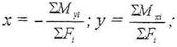 x = −ΣM_yi / ΣF_i ; y = ΣM_xi / ΣF_i ;